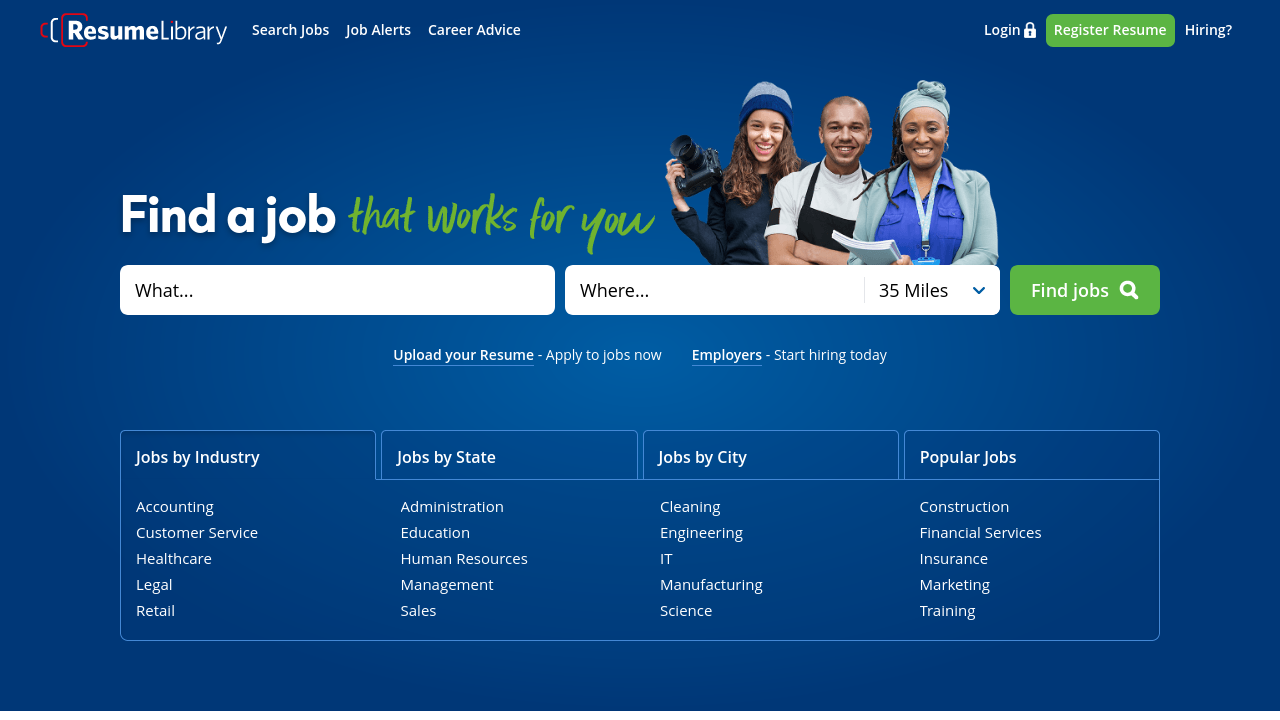 ResumeLibrary Search Jobs Job Alerts Career Advice Login Register Resume Hiring?
Find a job that works for you
What... Where... 35 Miles Find jobs
Upload your Resume - Apply to jobs now Employers - Start hiring today
Jobs by Industry Jobs by State Jobs by City Popular Jobs
Accounting Administration Cleaning Construction
Customer Service Education Engineering Financial Services
Healthcare Human Resources IT Insurance
Legal Management Manufacturing Marketing
Retail Sales Science Training